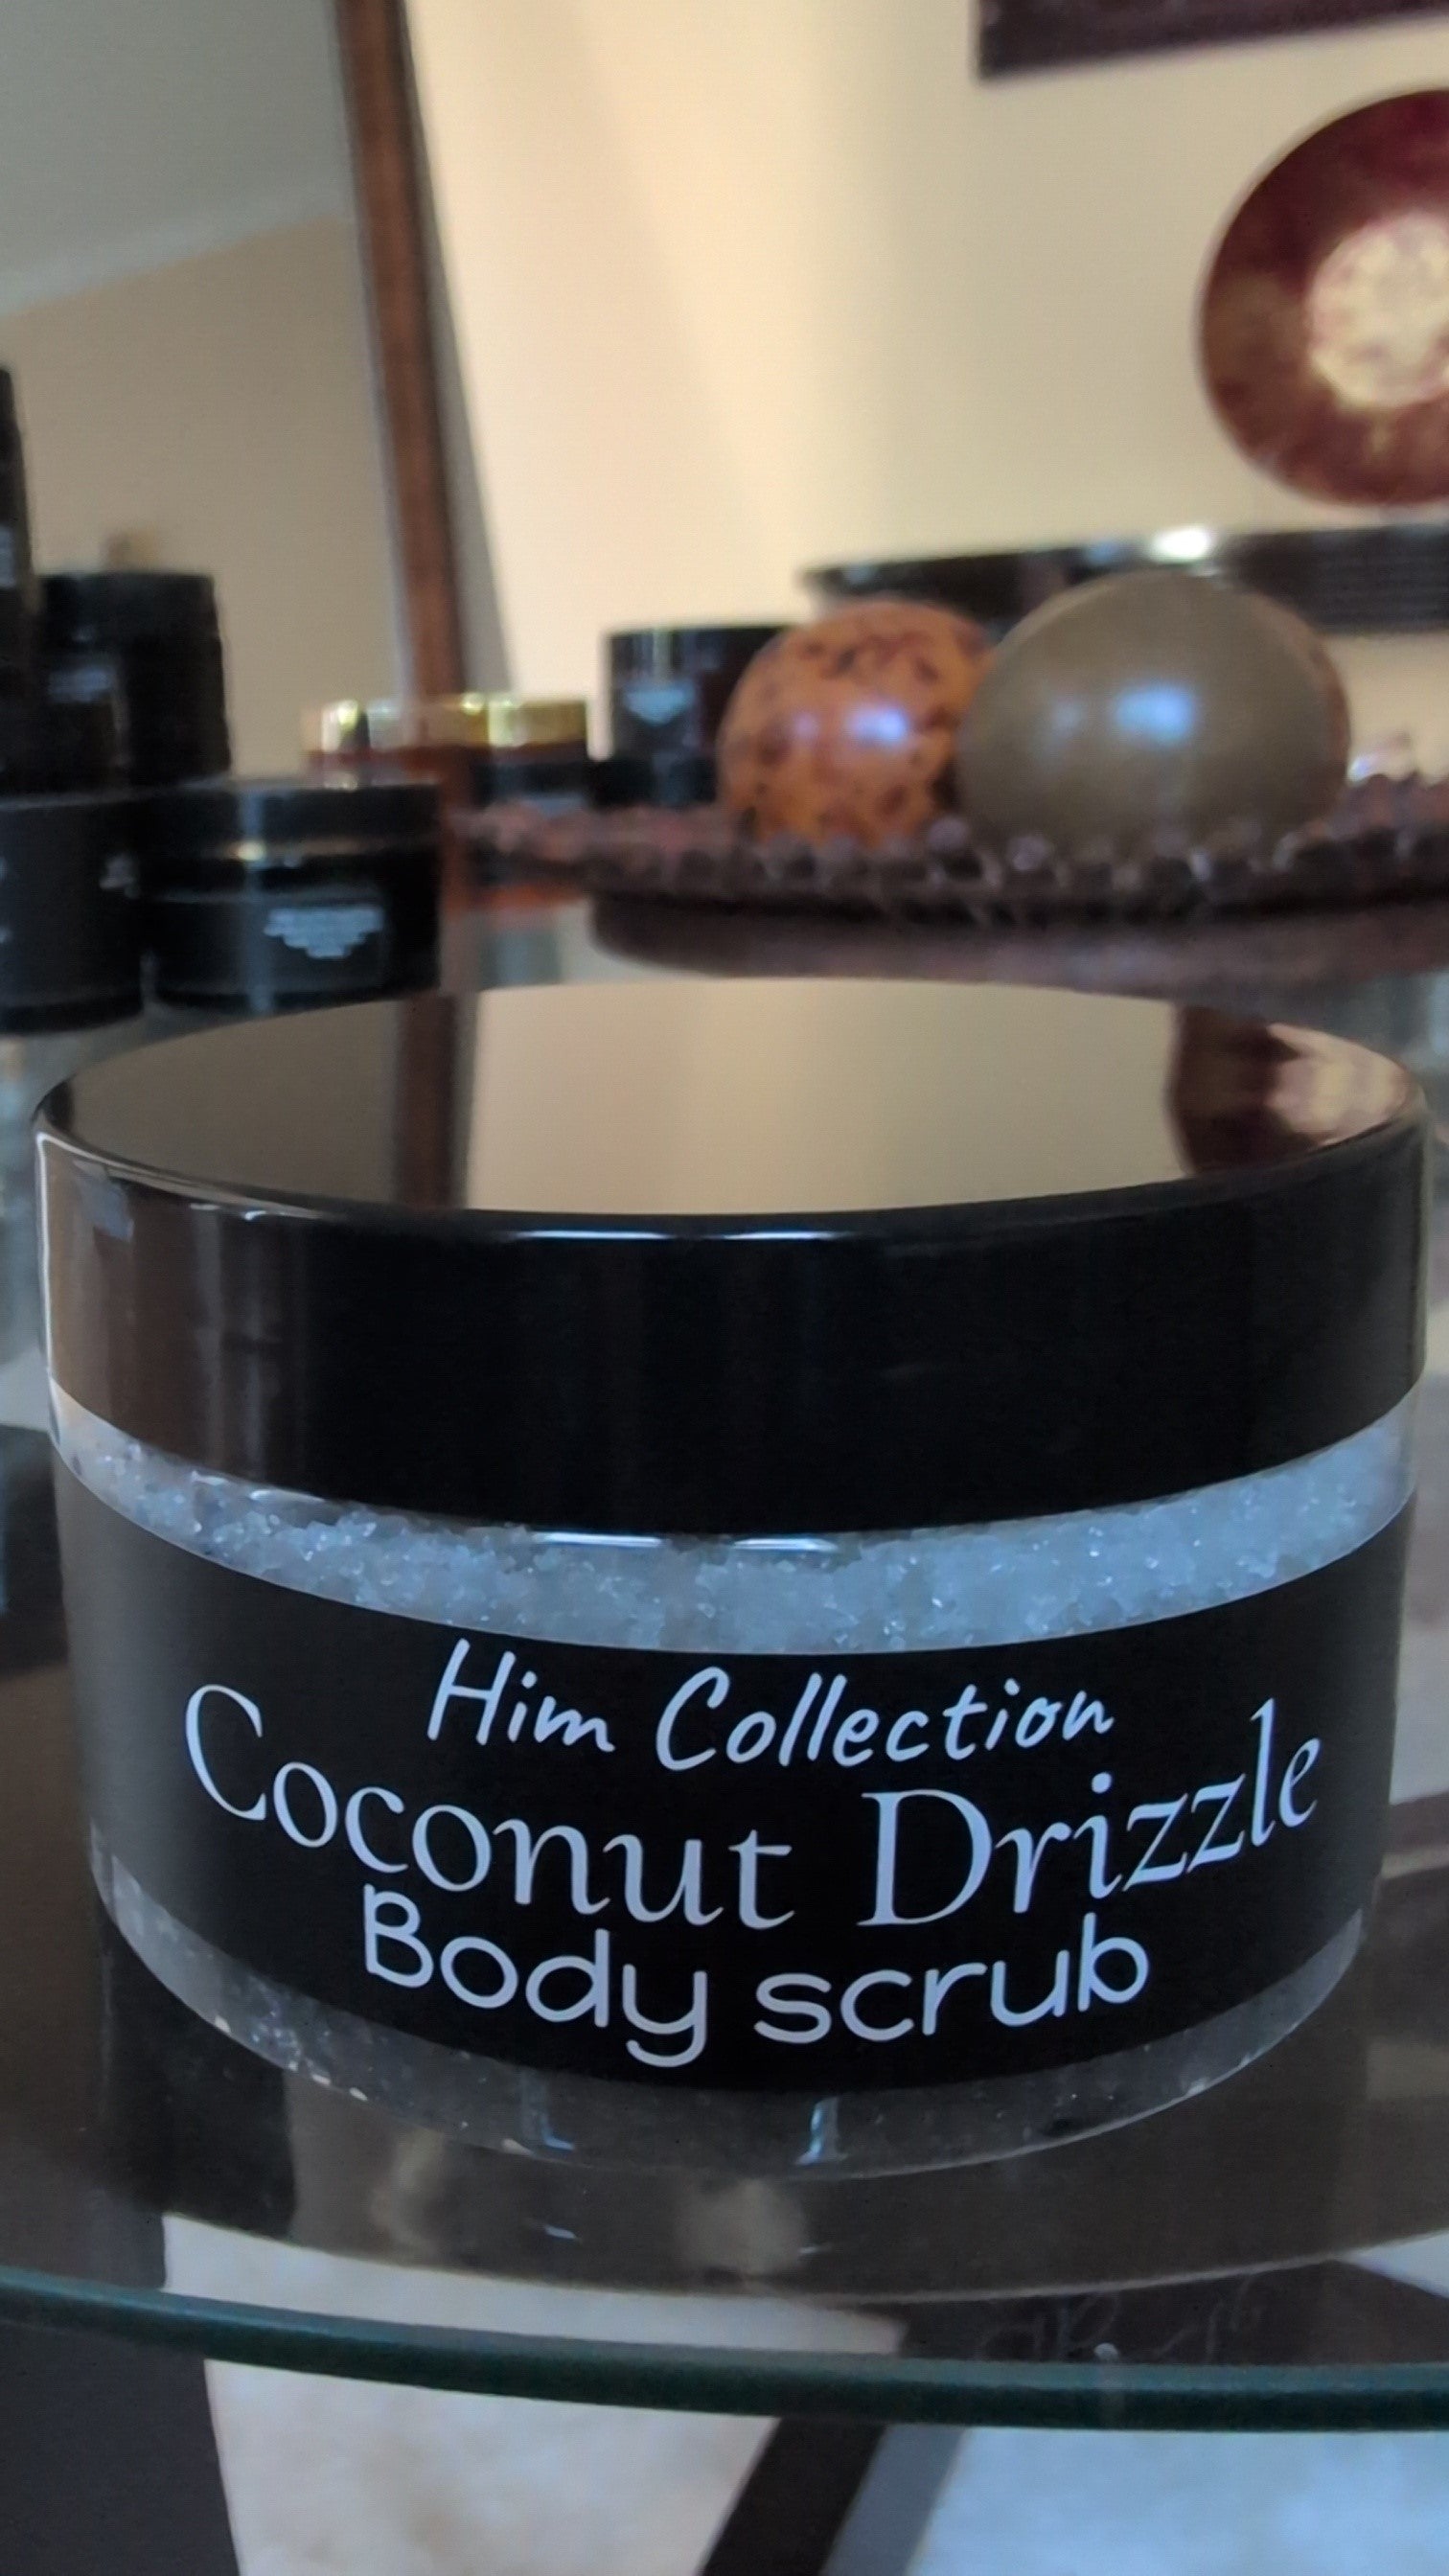 Him Collection
Coconut Drizzle
Body scrub